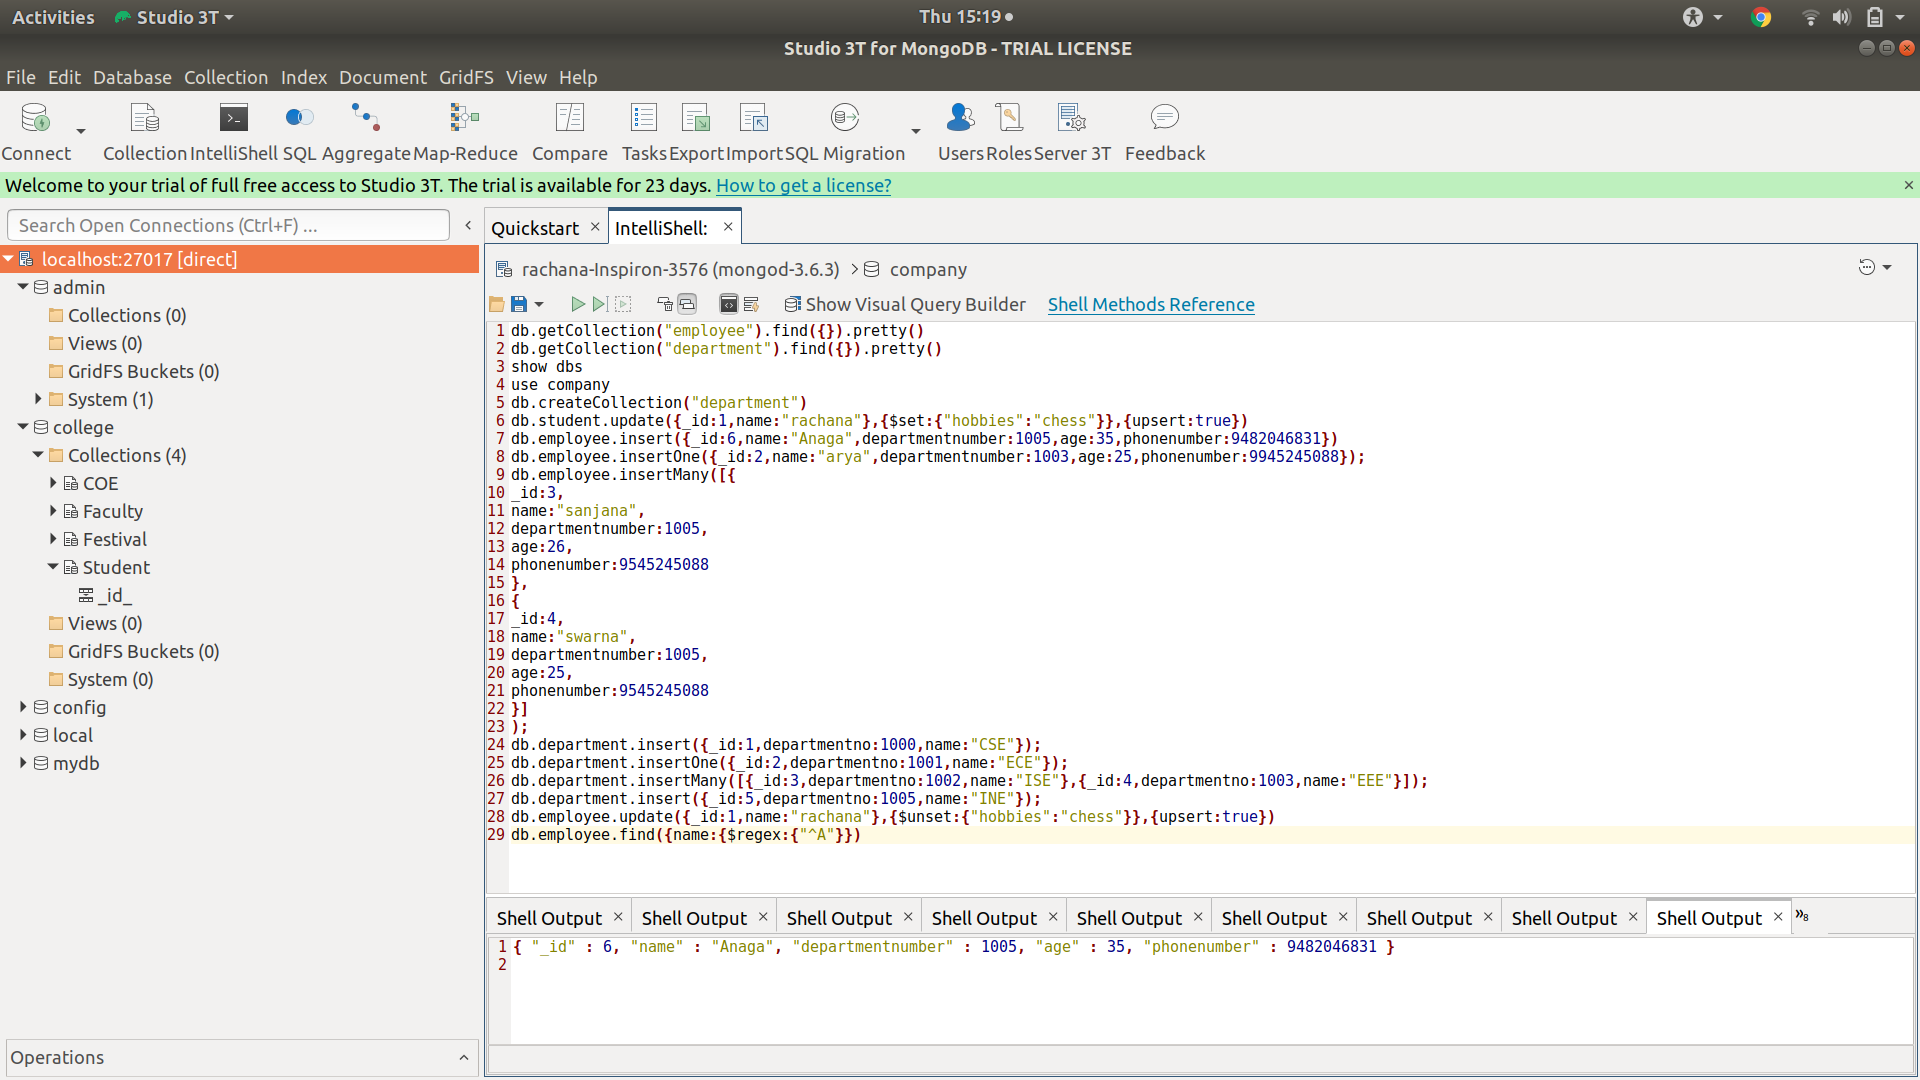 Activities Studio 3T Thu 15:19
Studio 3T for MongoDB - TRIAL LICENSE
File Edit Database Collection Index Document GridFS View Help
Connect Collection IntelliShell SQL Aggregate Map-Reduce Compare Tasks Export Import SQL Migration Users Roles Server 3T Feedback
Welcome to your trial of full free access to Studio 3T. The trial is available for 23 days. How to get a license?
Search Open Connections (Ctrl+F) ...
localhost:27017 [direct]
admin
Collections (0)
Views (0)
GridFS Buckets (0)
System (1)
college
Collections (4)
COE
Faculty
Festival
Student
_id_
Views (0)
GridFS Buckets (0)
System (0)
config
local
mydb
Operations
Quickstart IntelliShell:
rachana-Inspiron-3576 (mongod-3.6.3) > company
Show Visual Query Builder Shell Methods Reference
1 db.getCollection("employee").find({}).pretty()
2 db.getCollection("department").find({}).pretty()
3 show dbs
4 use company
5 db.createCollection("department")
6 db.student.update({_id:1,name:"rachana"},{$set:{"hobbies":"chess"}},{upsert:true})
7 db.employee.insert({_id:6,name:"Anaga",departmentnumber:1005,age:35,phonenumber:9482046831})
8 db.employee.insertOne({_id:2,name:"arya",departmentnumber:1003,age:25,phonenumber:9945245088});
9 db.employee.insertMany([{
10 _id:3,
11 name:"sanjana",
12 departmentnumber:1005,
13 age:26,
14 phonenumber:9545245088
15 },
16 {
17 _id:4,
18 name:"swarna",
19 departmentnumber:1005,
20 age:25,
21 phonenumber:9545245088
22 }]
23 );
24 db.department.insert({_id:1,departmentno:1000,name:"CSE"});
25 db.department.insertOne({_id:2,departmentno:1001,name:"ECE"});
26 db.department.insertMany([{_id:3,departmentno:1002,name:"ISE"},{_id:4,departmentno:1003,name:"EEE"}]);
27 db.department.insert({_id:5,departmentno:1005,name:"INE"});
28 db.employee.update({_id:1,name:"rachana"},{$unset:{"hobbies":"chess"}},{upsert:true})
29 db.employee.find({name:{$regex:{"^A"}})
Shell Output Shell Output Shell Output Shell Output Shell Output Shell Output Shell Output Shell Output Shell Output »8
1 { "_id" : 6, "name" : "Anaga", "departmentnumber" : 1005, "age" : 35, "phonenumber" : 9482046831 }
2